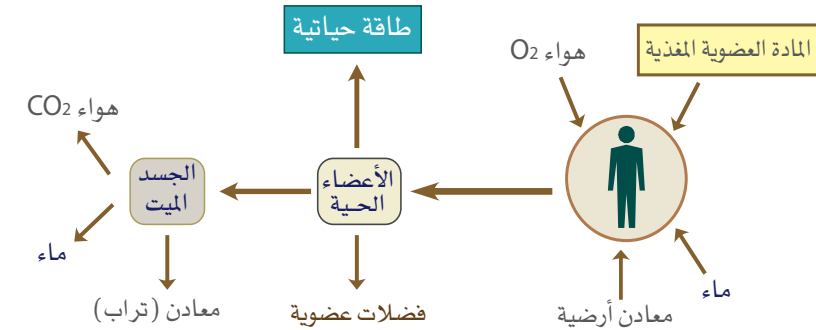 طاقة حياتية
المادة العضوية المغذية
هواء O2
هواء CO2
الأعضاء
الحـية
الجسد
الميت
ماء
ماء
معادن أرضية
فضلات عضوية
معادن (تراب)